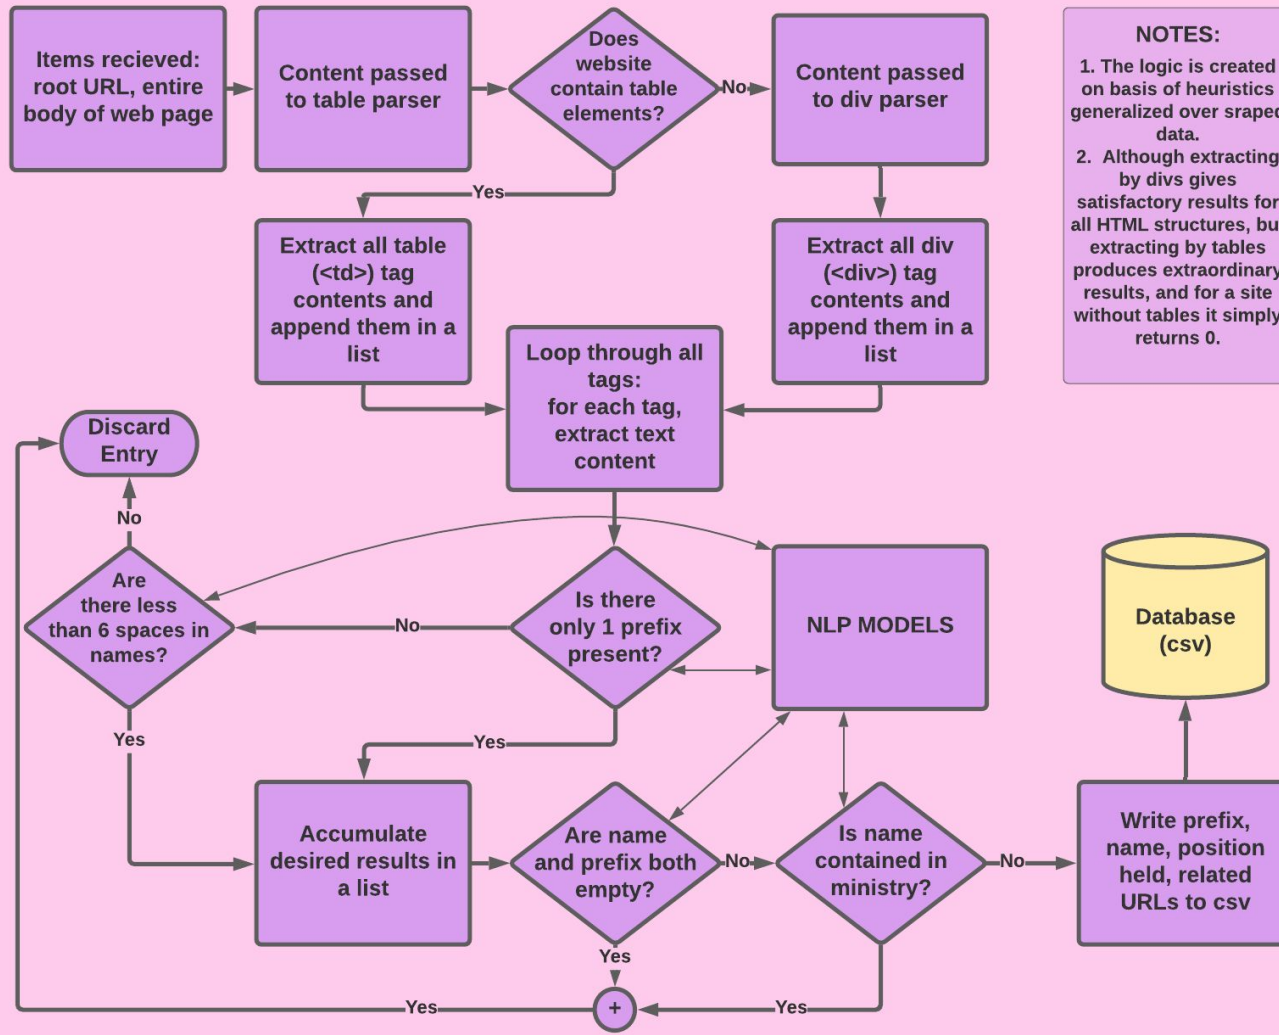 Items recieved:
root URL, entire
body of web page
Content passed
to table parser
Does
website
contain table
elements?
No
Content passed
to div parser
NOTES:
1. The logic is created
on basis of heuristics
generalized over sraped
data.
2. Although extracting
by divs gives
satisfactory results for
all HTML structures, but
extracting by tables
produces extraordinary
results, and for a site
without tables it simply
returns 0.
Yes
Extract all table
(<td>) tag
contents and
append them in a
list
Extract all div
(<div>) tag
contents and
append them in a
list
Loop through all
tags:
for each tag,
extract text
content
Discard
Entry
No
Are
there less
than 6 spaces in
names?
No
Is there
only 1 prefix
present?
NLP MODELS
Database
(csv)
Yes
Yes
Accumulate
desired results in
a list
Are name
and prefix both
empty?
No
Is name
contained in
ministry?
No
Write prefix,
name, position
held, related
URLs to csv
Yes
Yes
+
Yes